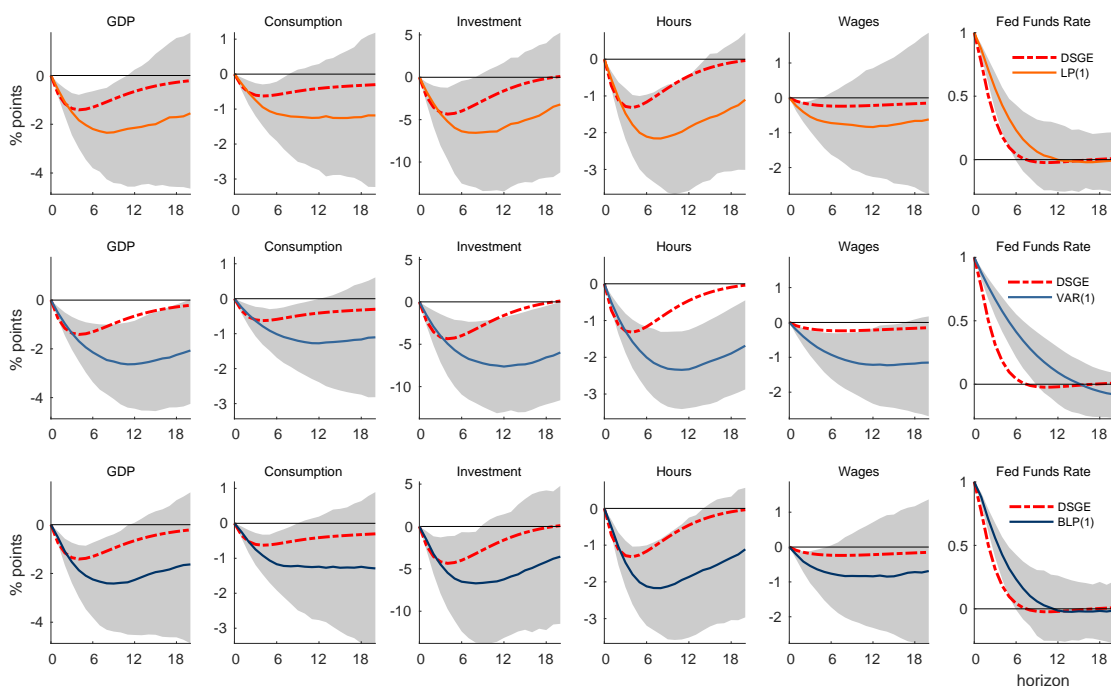 GDP Consumption Investment Hours Wages Fed Funds Rate
% points
0 -2 -4
1 0 -1 -2 -3
5 0 -5 -10
1 0 -1 -2 -3
1 0 -1 -2
1 0.5 0
DSGE
LP(1)
0 6 12 18 0 6 12 18 0 6 12 18 0 6 12 18 0 6 12 18 0 6 12 18
GDP Consumption Investment Hours Wages Fed Funds Rate
% points
0 -2 -4
1 0 -1 -2 -3
5 0 -5 -10
0 -1 -2 -3
1 0 -1 -2
1 0.5 0
DSGE
VAR(1)
0 6 12 18 0 6 12 18 0 6 12 18 0 6 12 18 0 6 12 18 0 6 12 18
GDP Consumption Investment Hours Wages Fed Funds Rate
% points
0 -2 -4
1 0 -1 -2 -3
5 0 -5 -10
0 -1 -2 -3
1 0 -1 -2
1 0.5 0
DSGE
BLP(1)
0 6 12 18 0 6 12 18 0 6 12 18 0 6 12 18 0 6 12 18 0 6 12 18
horizon